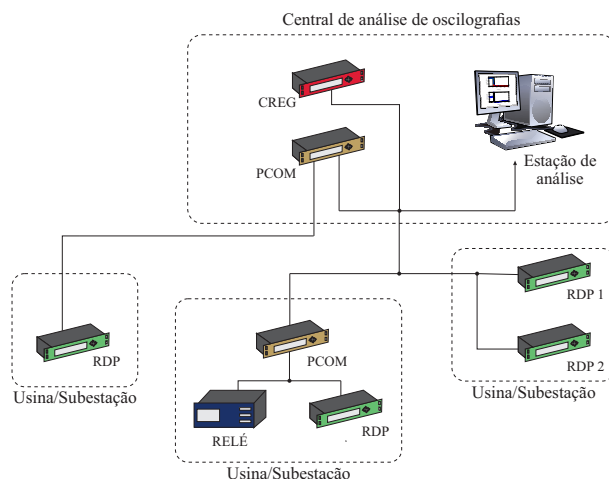 Central de análise de oscilografias
CREG
PCOM
Estação de
análise
RDP
Usina/Subestação
PCOM
RELÉ
RDP
Usina/Subestação
RDP 1
RDP 2
Usina/Subestação